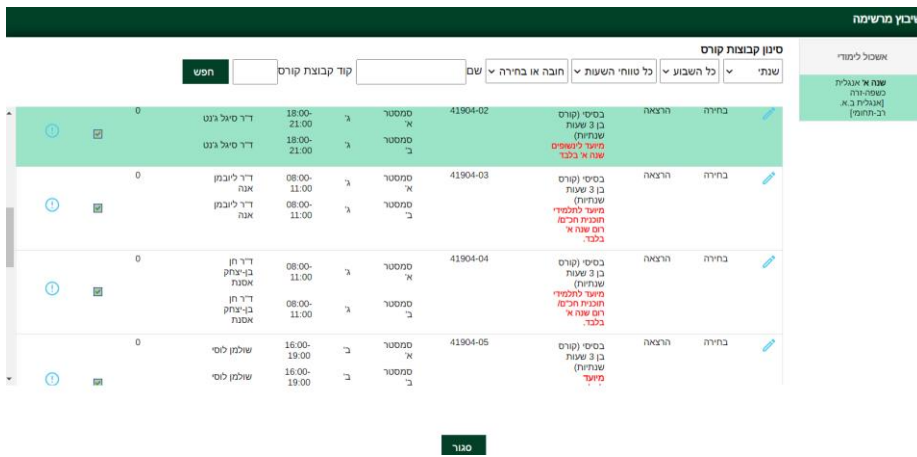 שיבוץ מרשימה
אשכול לימודי
שנה א' אנגלית
כשפה-זרה
[אנגלית ב.א.
רב-תחומי]
סינון קבוצות קורס
שנתי כל השבוע כל טווחי השעות חובה או בחירה שם קוד קבוצת קורס חפש
בחירה הרצאה בסיסי (קורס 41904-02 סמסטר ג' 18:00- ד"ר סיגל ג'נט 0
בן 3 שעות א' 21:00
שנתיות)
מיועד לינשופים סמסטר 18:00- ד"ר סיגל ג'נט
שנה א' בלבד ב' 21:00
בחירה הרצאה בסיסי (קורס 41904-03 סמסטר ג' 08:00- ד"ר ליובמן 0
בן 3 שעות א' 11:00 אנה
שנתיות)
מיועד לתלמידי סמסטר ג' 08:00- ד"ר ליובמן
תוכנית חכ"ם/ ב' 11:00 אנה
רום שנה א'
בלבד.
בחירה הרצאה בסיסי (קורס 41904-04 סמסטר ג' 08:00- ד"ר חן 0
בן 3 שעות א' 11:00 בן-יצחק
שנתיות) אסנת
מיועד לתלמידי
תוכנית חכ"ם/ סמסטר ג' 08:00- ד"ר חן
רום שנה א' ב' 11:00 בן-יצחק
בלבד. אסנת
בחירה הרצאה בסיסי (קורס 41904-05 סמסטר ב' 16:00- שולמן לוסי 0
בן 3 שעות א' 19:00
שנתיות)
מיועד סמסטר ב' 16:00- שולמן לוסי
ב' 19:00
סגור